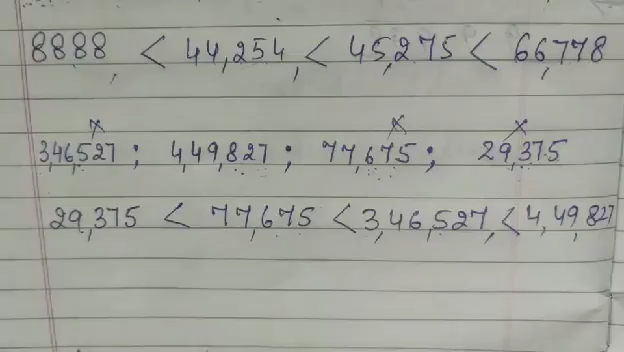 8888 < 44,254 < 45,275 < 66,778
3,46,527 ; 4,49,827 ; 77,675 ; 29,375
29,375 < 77,675 < 3,46,527 < 4,49,827